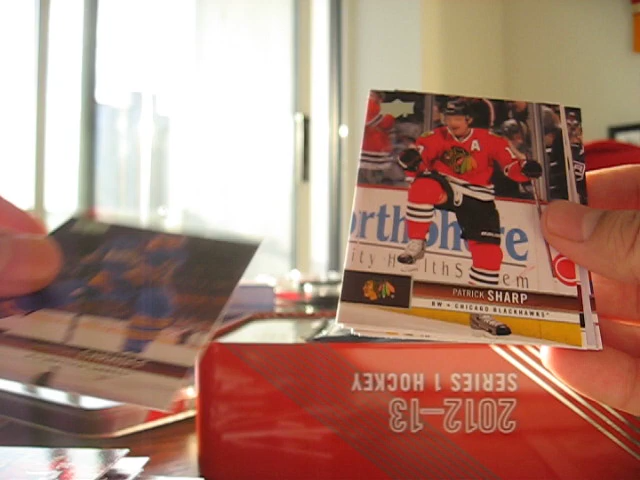 A
orthshore
ity HealthSystem
PATRICK SHARP
RW • CHICAGO BLACKHAWKS
2012-13
SERIES 1 HOCKEY